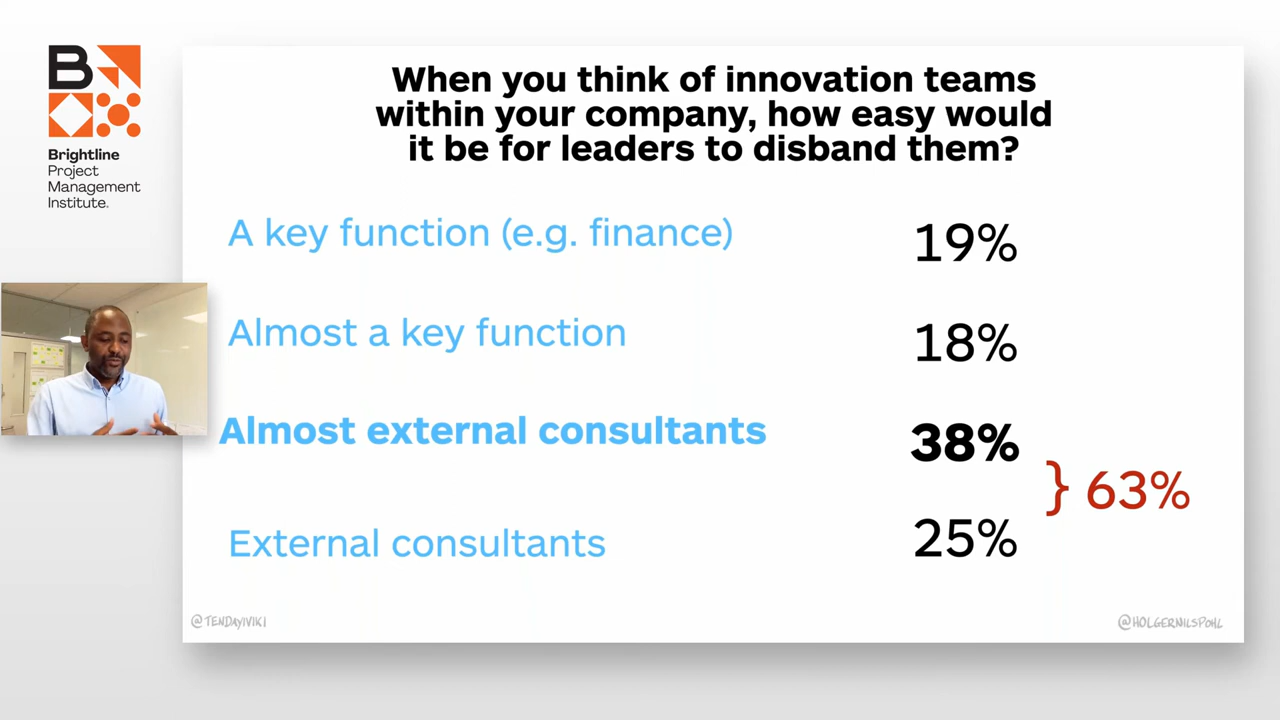 B
Brightline
Project
Management
Institute.
When you think of innovation teams
within your company, how easy would
it be for leaders to disband them?
A key function (e.g. finance) 19%
Almost a key function 18%
Almost external consultants 38%
} 63%
External consultants 25%
@TENDAYIVIKI
@HOLGERNILSPOHL